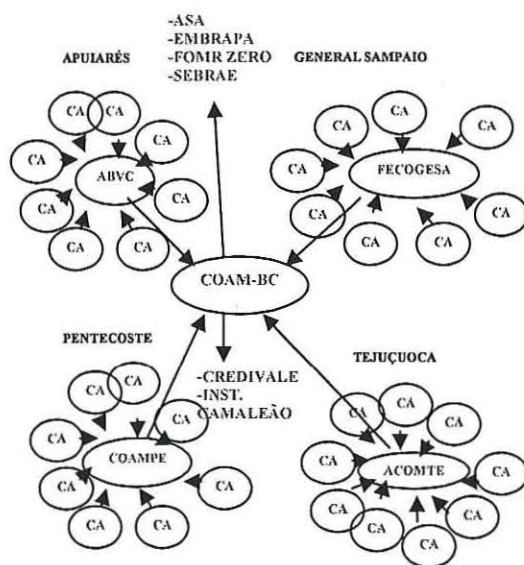 -ASA
-EMBRAPA
-FOMR ZERO
-SEBRAE
APUIARÉS
GENERAL SAMPAIO
CA
CA
CA
CA
CA
CA
CA
CA
ABVC
CA
CA
CA
CA
CA
CA
CA
CA
FECOGESA
COAM-BC
PENTECOSTE
TEJUÇUOCA
-CREDIVALE
-INST.
CAMALEÃO
CA
CA
CA
CA
COAMPE
CA
CA
CA
CA
CA
CA
CA
CA
ACOMTE
CA
CA
CA
CA
CA